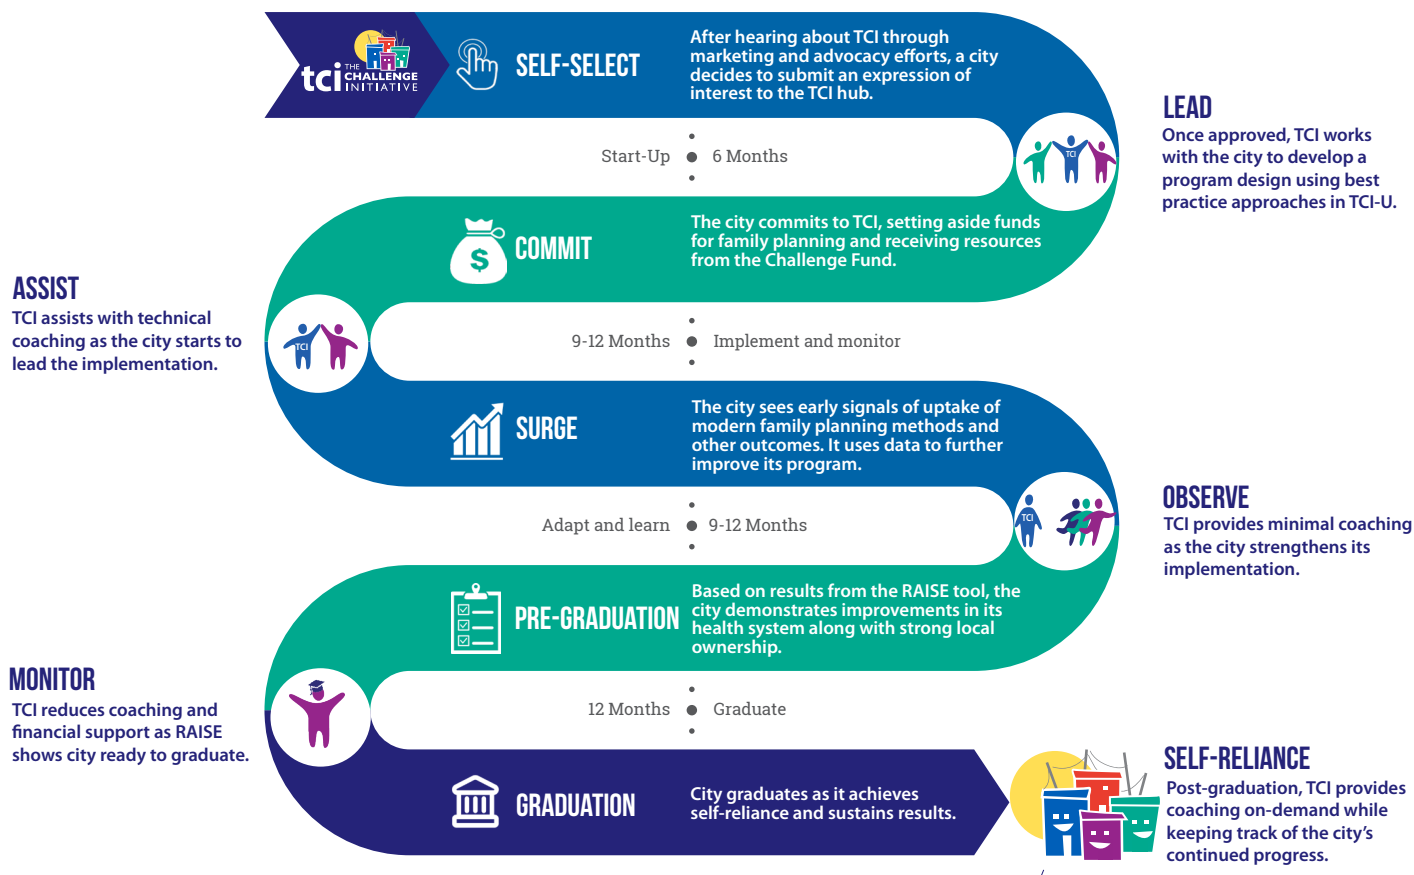 tci THE CHALLENGE INITIATIVE
SELF-SELECT
After hearing about TCI through
marketing and advocacy efforts, a city
decides to submit an expression of
interest to the TCI hub.
LEAD
Once approved, TCI works
with the city to develop a
program design using best
practice approaches in TCI-U.
TCI
Start-Up
6 Months
COMMIT
$
The city commits to TCI, setting aside funds
for family planning and receiving resources
from the Challenge Fund.
ASSIST
TCI assists with technical
coaching as the city starts to
lead the implementation.
TCI
9-12 Months
Implement and monitor
SURGE
The city sees early signals of uptake of
modern family planning methods and
other outcomes. It uses data to further
improve its program.
OBSERVE
TCI provides minimal coaching
as the city strengthens its
implementation.
TCI
Adapt and learn
9-12 Months
PRE-GRADUATION
Based on results from the RAISE tool, the
city demonstrates improvements in its
health system along with strong local
ownership.
MONITOR
TCI reduces coaching and
financial support as RAISE
shows city ready to graduate.
12 Months
Graduate
GRADUATION
City graduates as it achieves
self-reliance and sustains results.
SELF-RELIANCE
Post-graduation, TCI provides
coaching on-demand while
keeping track of the city's
continued progress.